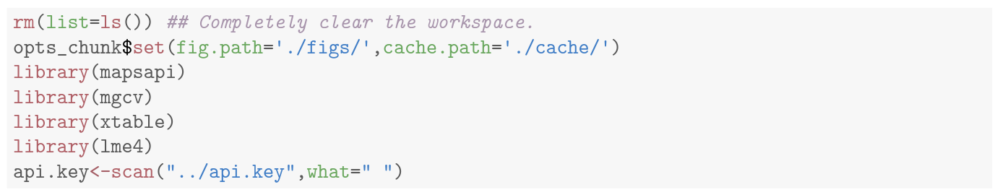 rm(list=ls()) ## Completely clear the workspace.
opts_chunk$set(fig.path='./figs/',cache.path='./cache/')
library(mapsapi)
library(mgcv)
library(xtable)
library(lme4)
api.key<-scan("../api.key",what=" ")